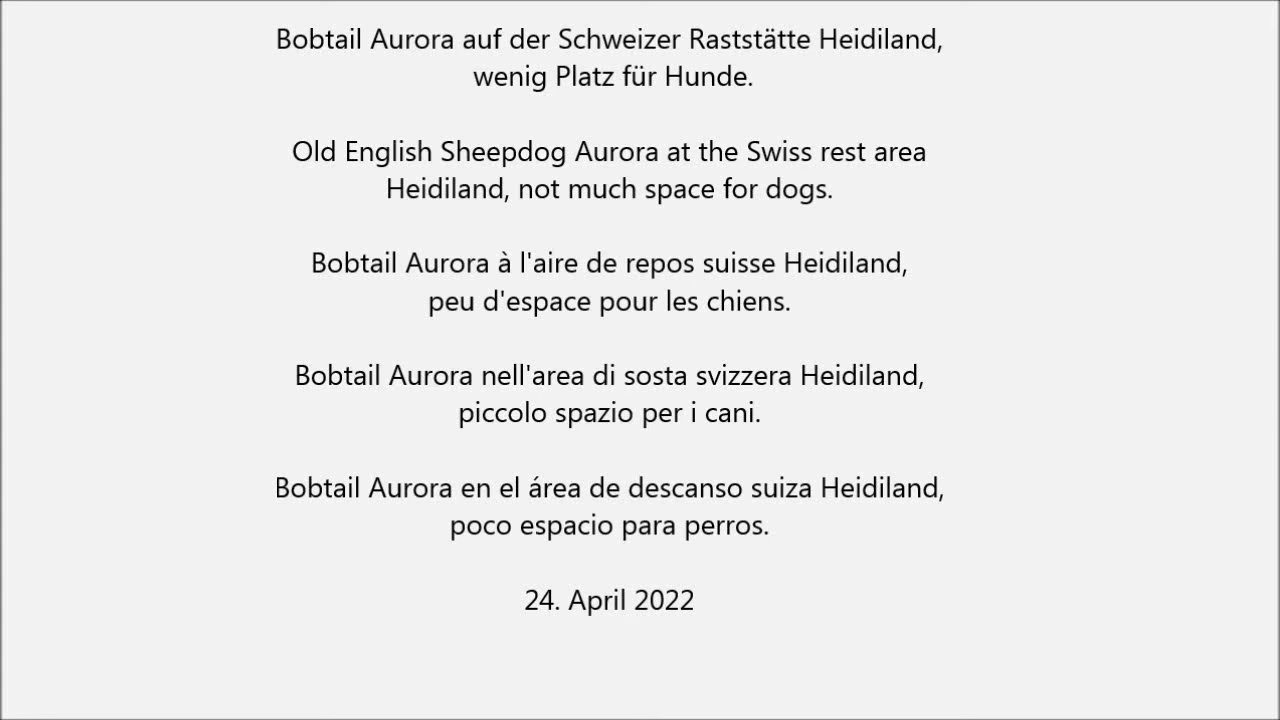 Bobtail Aurora auf der Schweizer Raststätte Heidiland,
wenig Platz für Hunde.
Old English Sheepdog Aurora at the Swiss rest area
Heidiland, not much space for dogs.
Bobtail Aurora à l'aire de repos suisse Heidiland,
peu d'espace pour les chiens.
Bobtail Aurora nell'area di sosta svizzera Heidiland,
piccolo spazio per i cani.
Bobtail Aurora en el área de descanso suiza Heidiland,
poco espacio para perros.
24. April 2022